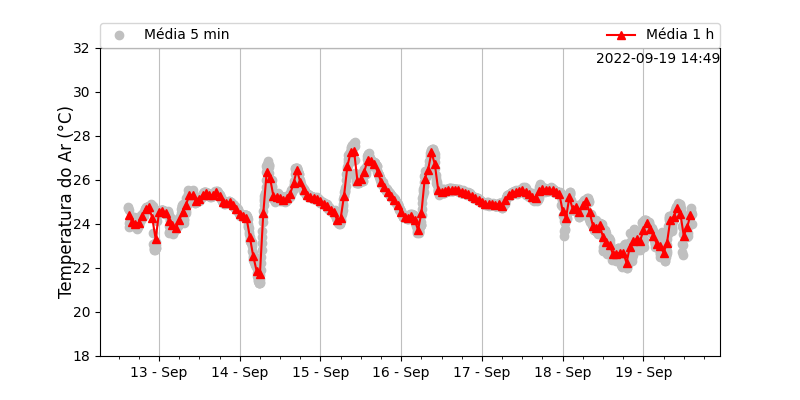 Média 5 min
Média 1 h
2022-09-19 14:49
Temperatura do Ar (°C)
32
30
28
26
24
22
20
18
13 - Sep
14 - Sep
15 - Sep
16 - Sep
17 - Sep
18 - Sep
19 - Sep